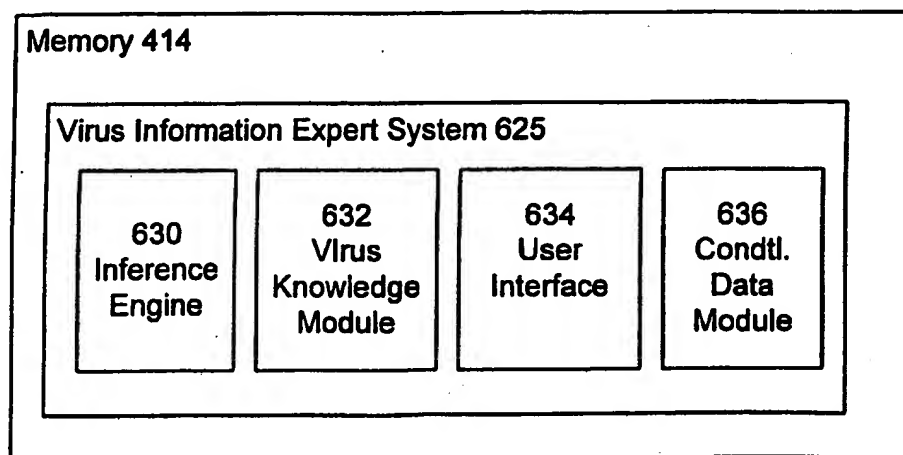 Memory 414
Virus Information Expert System 625
630
Inference
Engine
632
VIrus
Knowledge
Module
634
User
Interface
636
Condtl.
Data
Module